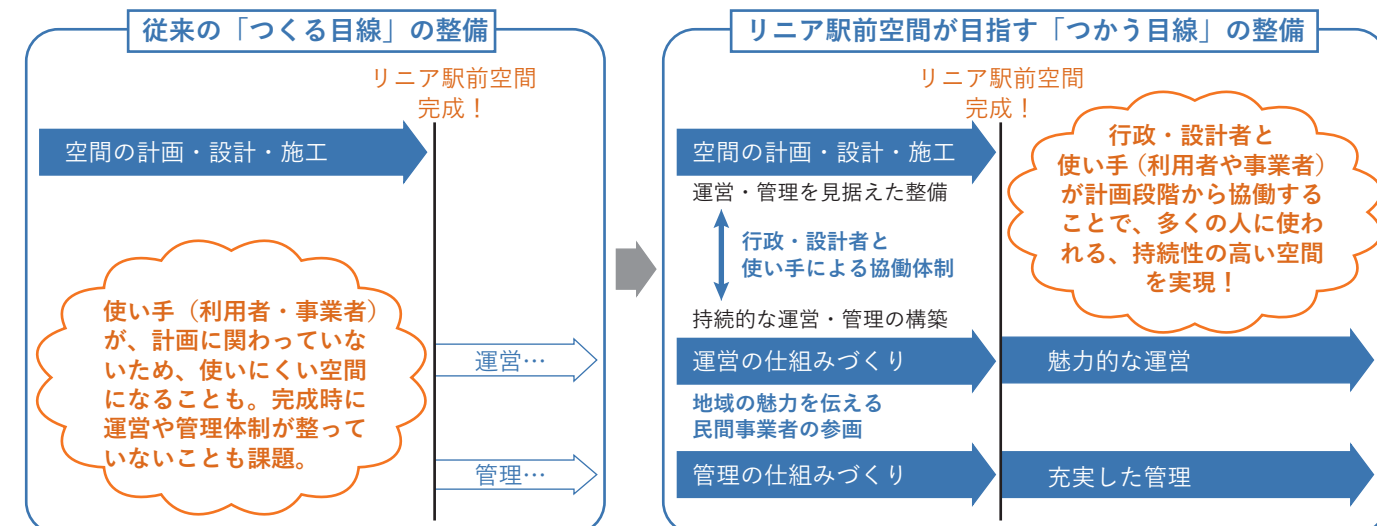 従来の「つくる目線」の整備
リニア駅前空間
完成！
空間の計画・設計・施工
使い手（利用者・事業者）
が、計画に関わっていな
いため、使いにくい空間
になることも。完成時に
運営や管理体制が整って
いないことも課題。
運営…
管理…
リニア駅前空間が目指す「つかう目線」の整備
リニア駅前空間
完成！
空間の計画・設計・施工
運営・管理を見据えた整備
行政・設計者と
使い手による協働体制
持続的な運営・管理の構築
運営の仕組みづくり
地域の魅力を伝える
民間事業者の参画
管理の仕組みづくり
行政・設計者と
使い手（利用者や事業者）
が計画段階から協働する
ことで、多くの人に使わ
れる、持続性の高い空間
を実現！
魅力的な運営
充実した管理